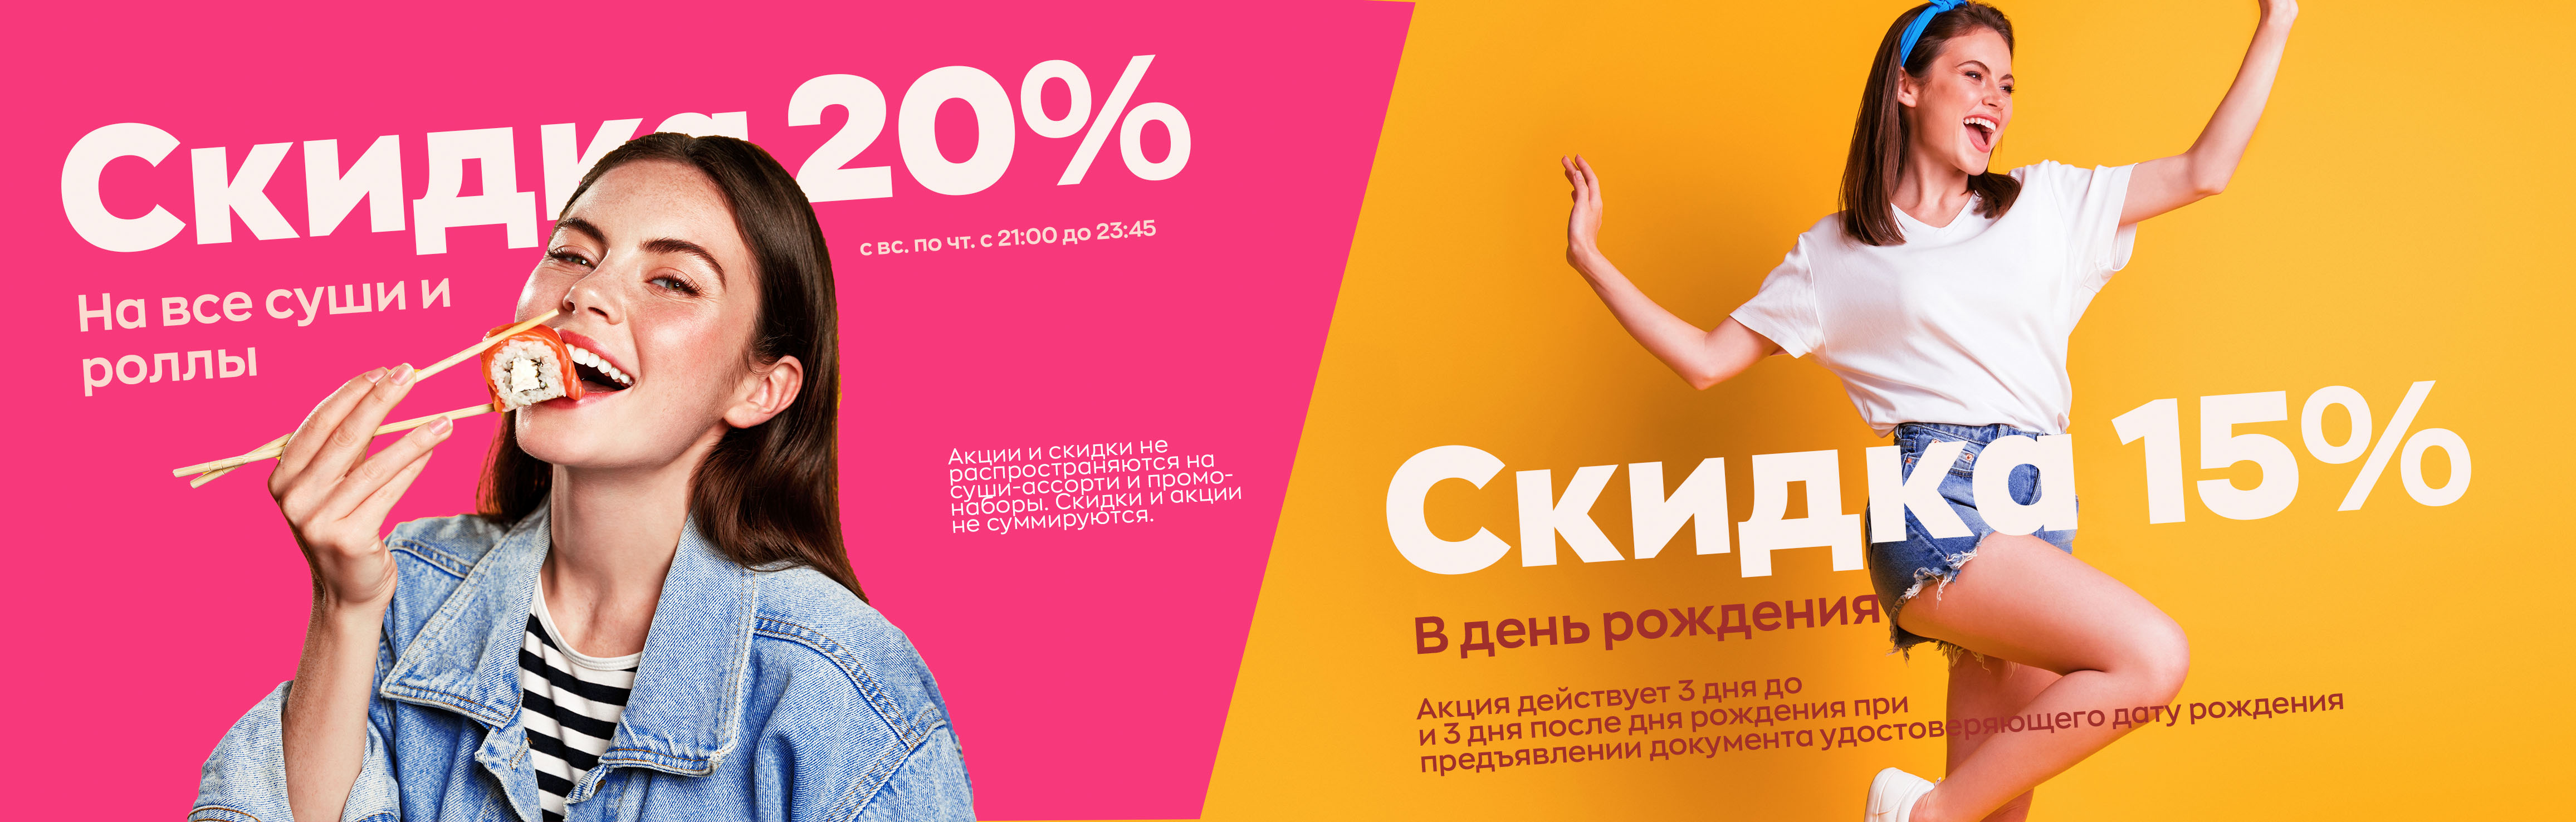 Скидка 20%
с вс. по чт. с 21:00 до 23:45
На все суши и
роллы
Акции и скидки не
распространяются на
суши-ассорти и промо-
наборы. Скидки и акции
не суммируются.
Скидка 15%
В день рождения
Акция действует 3 дня до
и 3 дня после дня рождения при
предъявлении документа удостоверяющего дату рождения